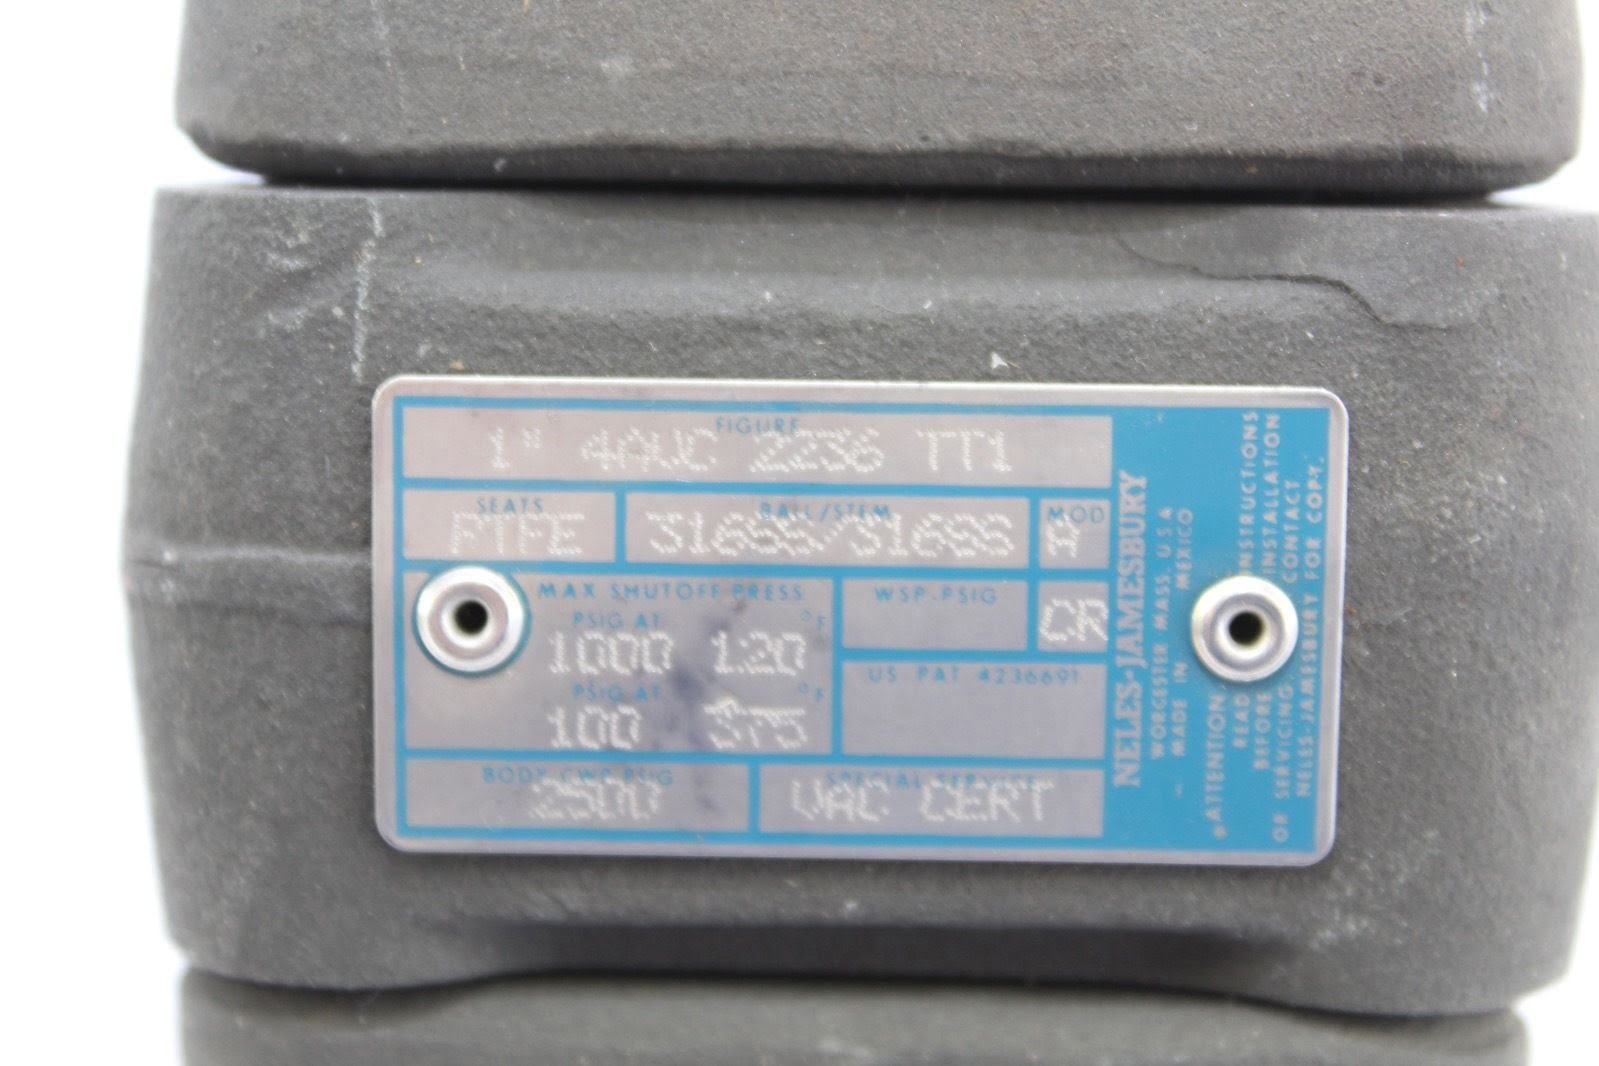 FIGURE
1" 4AUC 2236 TT1
SEATS
PTFE
BALL/STEM
316SS/316SS
MOD
A
MAX SHUTOFF PRESS
PSIG AT °F
1000 120
PSIG AT °F
100 375
WSP-PSIG
CR
US PAT 4236691
BODY CWP PSIG
2500
SPECIAL SERVICE
VAC CERT
NELES-JAMESBURY
WORCESTER MASS. U.S.A
MADE IN MEXICO
ATTENTION,
READ INSTRUCTIONS
BEFORE INSTALLATION
OR SERVICING. CONTACT
NELES-JAMESBURY FOR COPY.